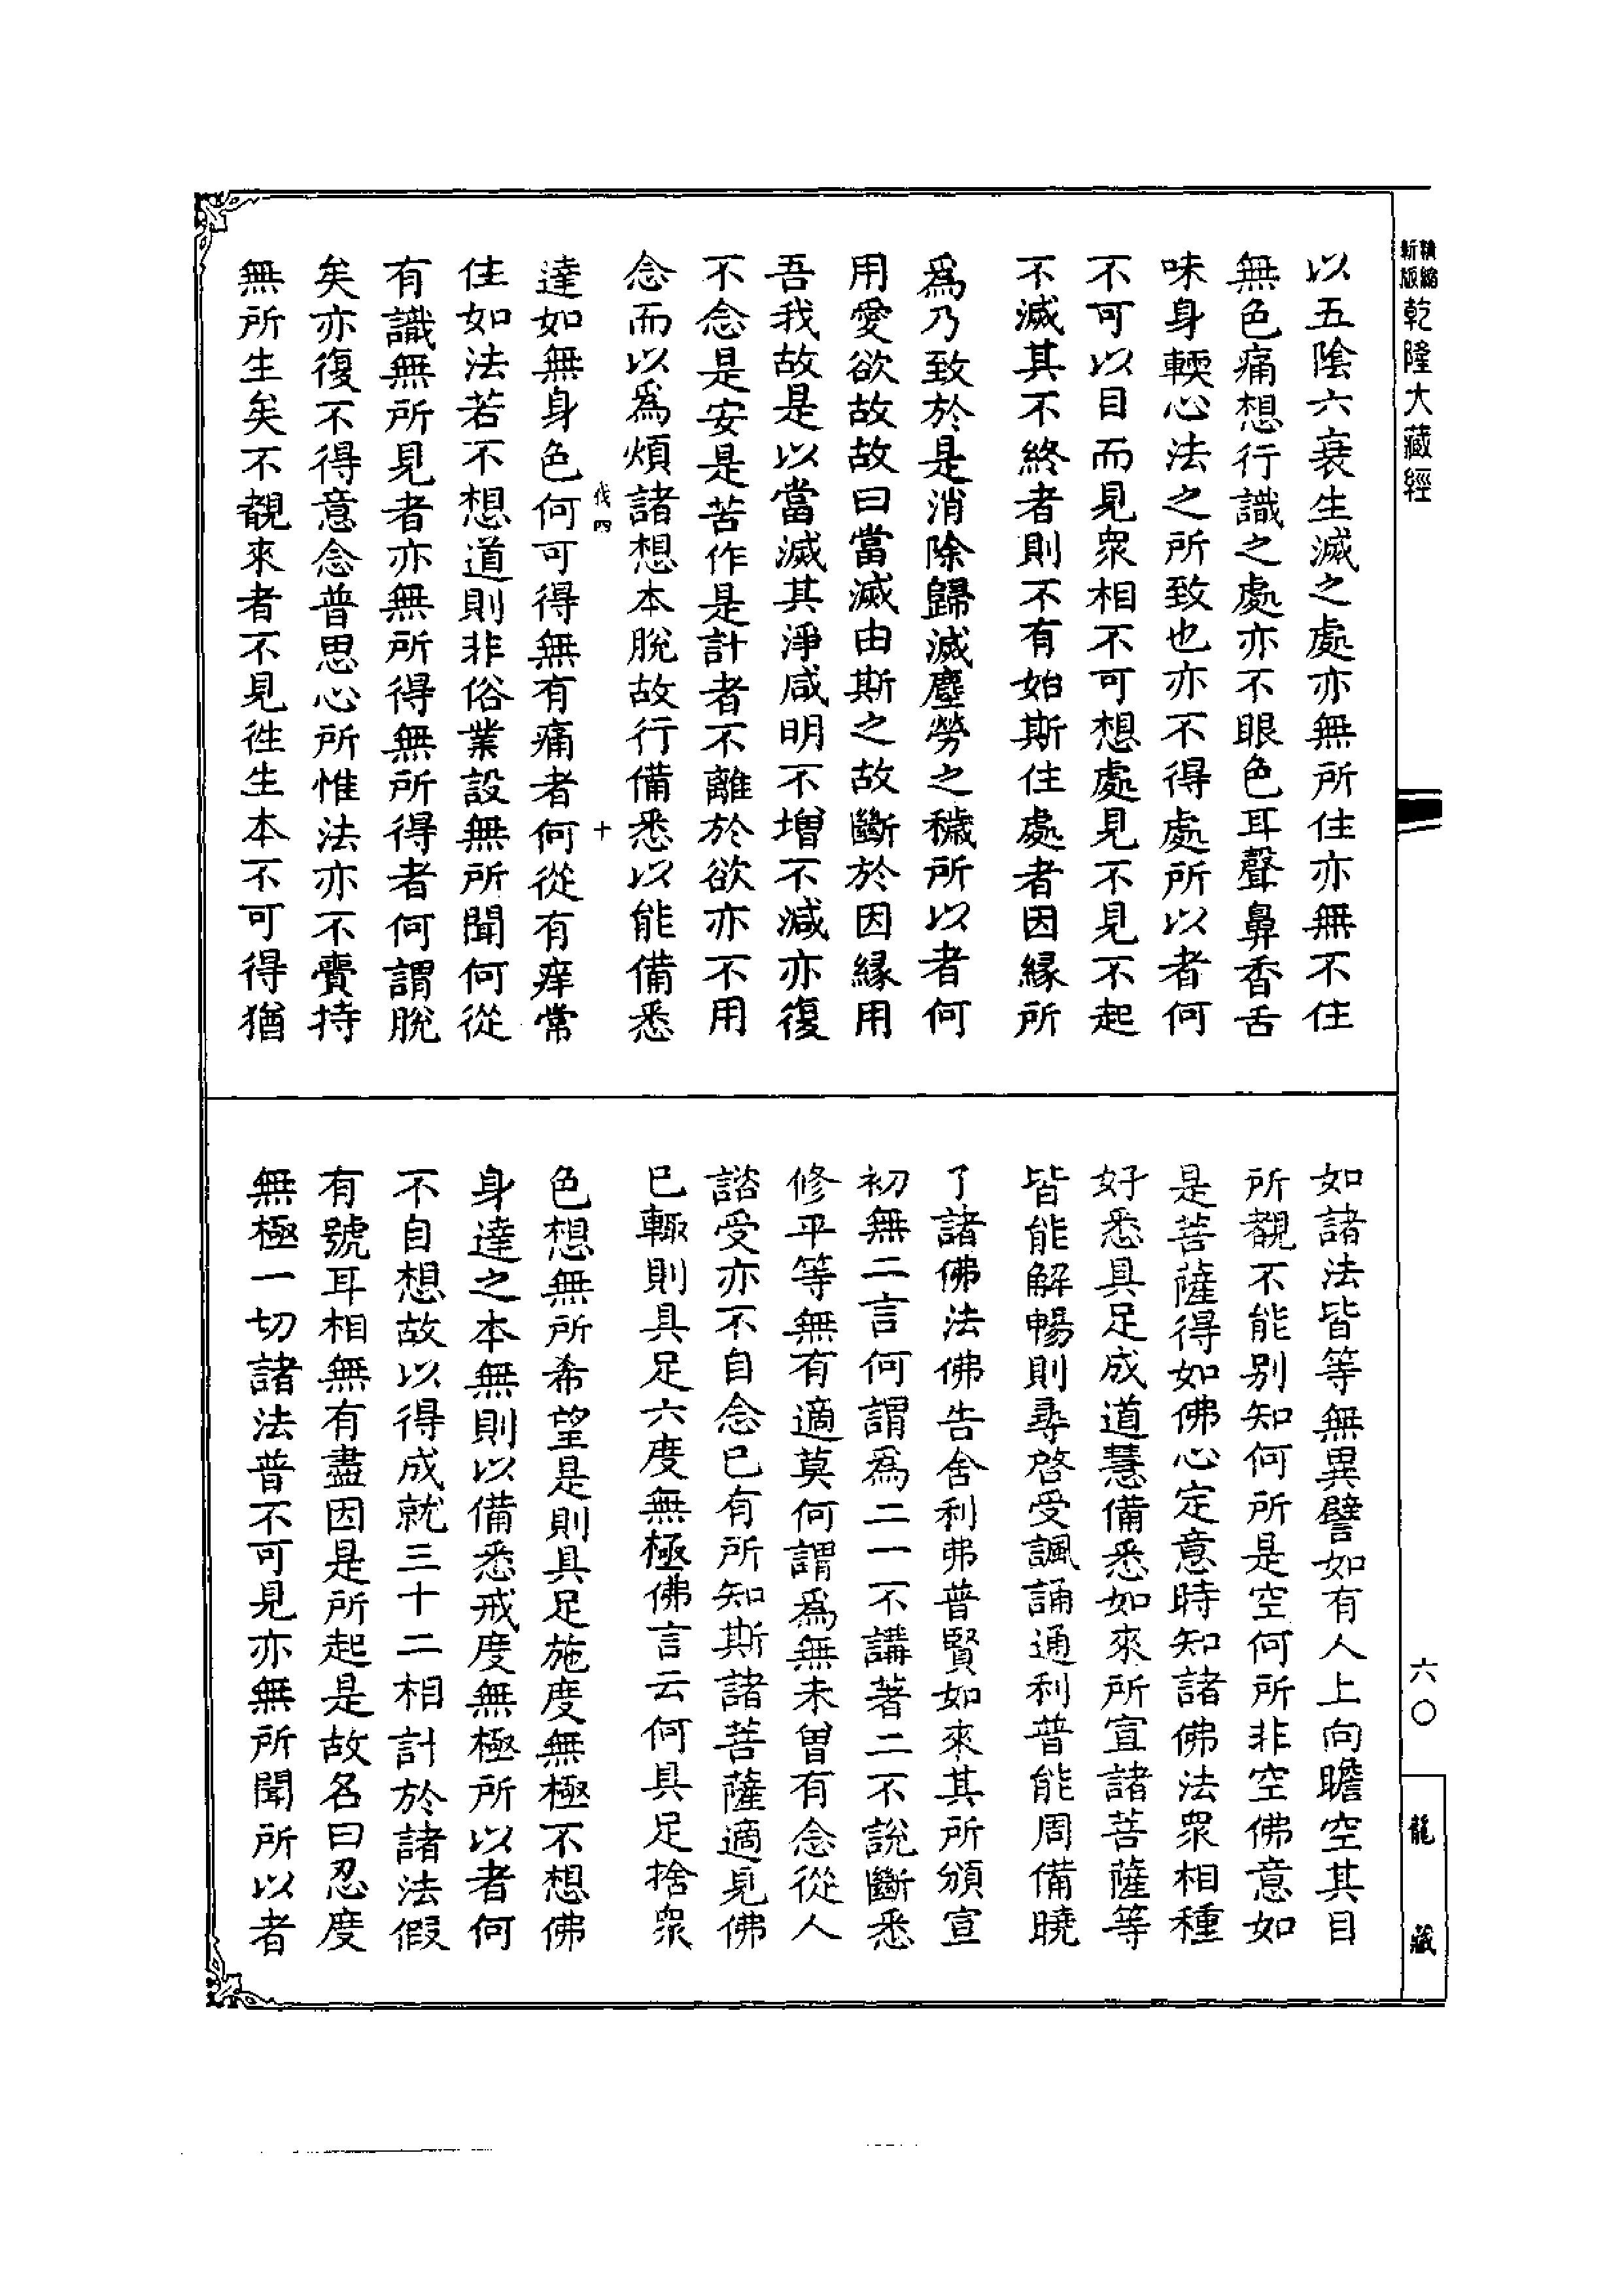 精縮新版乾隆大藏經
六〇
龍藏
以五陰六衰生滅之處亦無所住亦無不住
無色痛想行識之處亦不眼色耳聲鼻香舌
味身輭心法之所致也亦不得處所以者何
不可以目而見衆相不可想處見不見不起
不滅其不終者則不有始斯住處者因緣所
爲乃致於是消除歸滅塵勞之穢所以者何
用愛欲故故曰當滅由斯之故斷於因緣用
吾我故是以當滅其淨咸明不增不減亦復
不念是安是苦作是計者不離於欲亦不用
念而以爲煩諸想本脫故行備悉以能備悉
伐四
十
達如無身色何可得無有痛者何從有痒常
住如法若不想道則非俗業設無所聞何從
有識無所見者亦無所得無所得者何謂脫
矣亦復不得意念普思心所惟法亦不賷持
無所生矣不覩來者不見徃生本不可得猶
如諸法皆等無異譬如有人上向瞻空其目
所覩不能别知何所是空何所非空佛意如
是菩薩得如佛心定意時知諸佛法衆相種
好悉具足成道慧備悉如來所宣諸菩薩等
皆能解暢則尋啓受諷誦通利普能周備曉
了諸佛法佛告舍利弗普賢如來其所頒宣
初無二言何謂爲二一不講著二不說斷悉
修平等無有適莫何謂爲無未曾有念從人
諮受亦不自念已有所知斯諸菩薩適見佛
已輙則具足六度無極佛言云何具足捨衆
色想無所希望是則具足施度無極不想佛
身達之本無則以備悉戒度無極所以者何
不自想故以得成就三十二相計於諸法假
有號耳相無有盡因是所起是故名曰忍度
無極一切諸法普不可見亦無所聞所以者